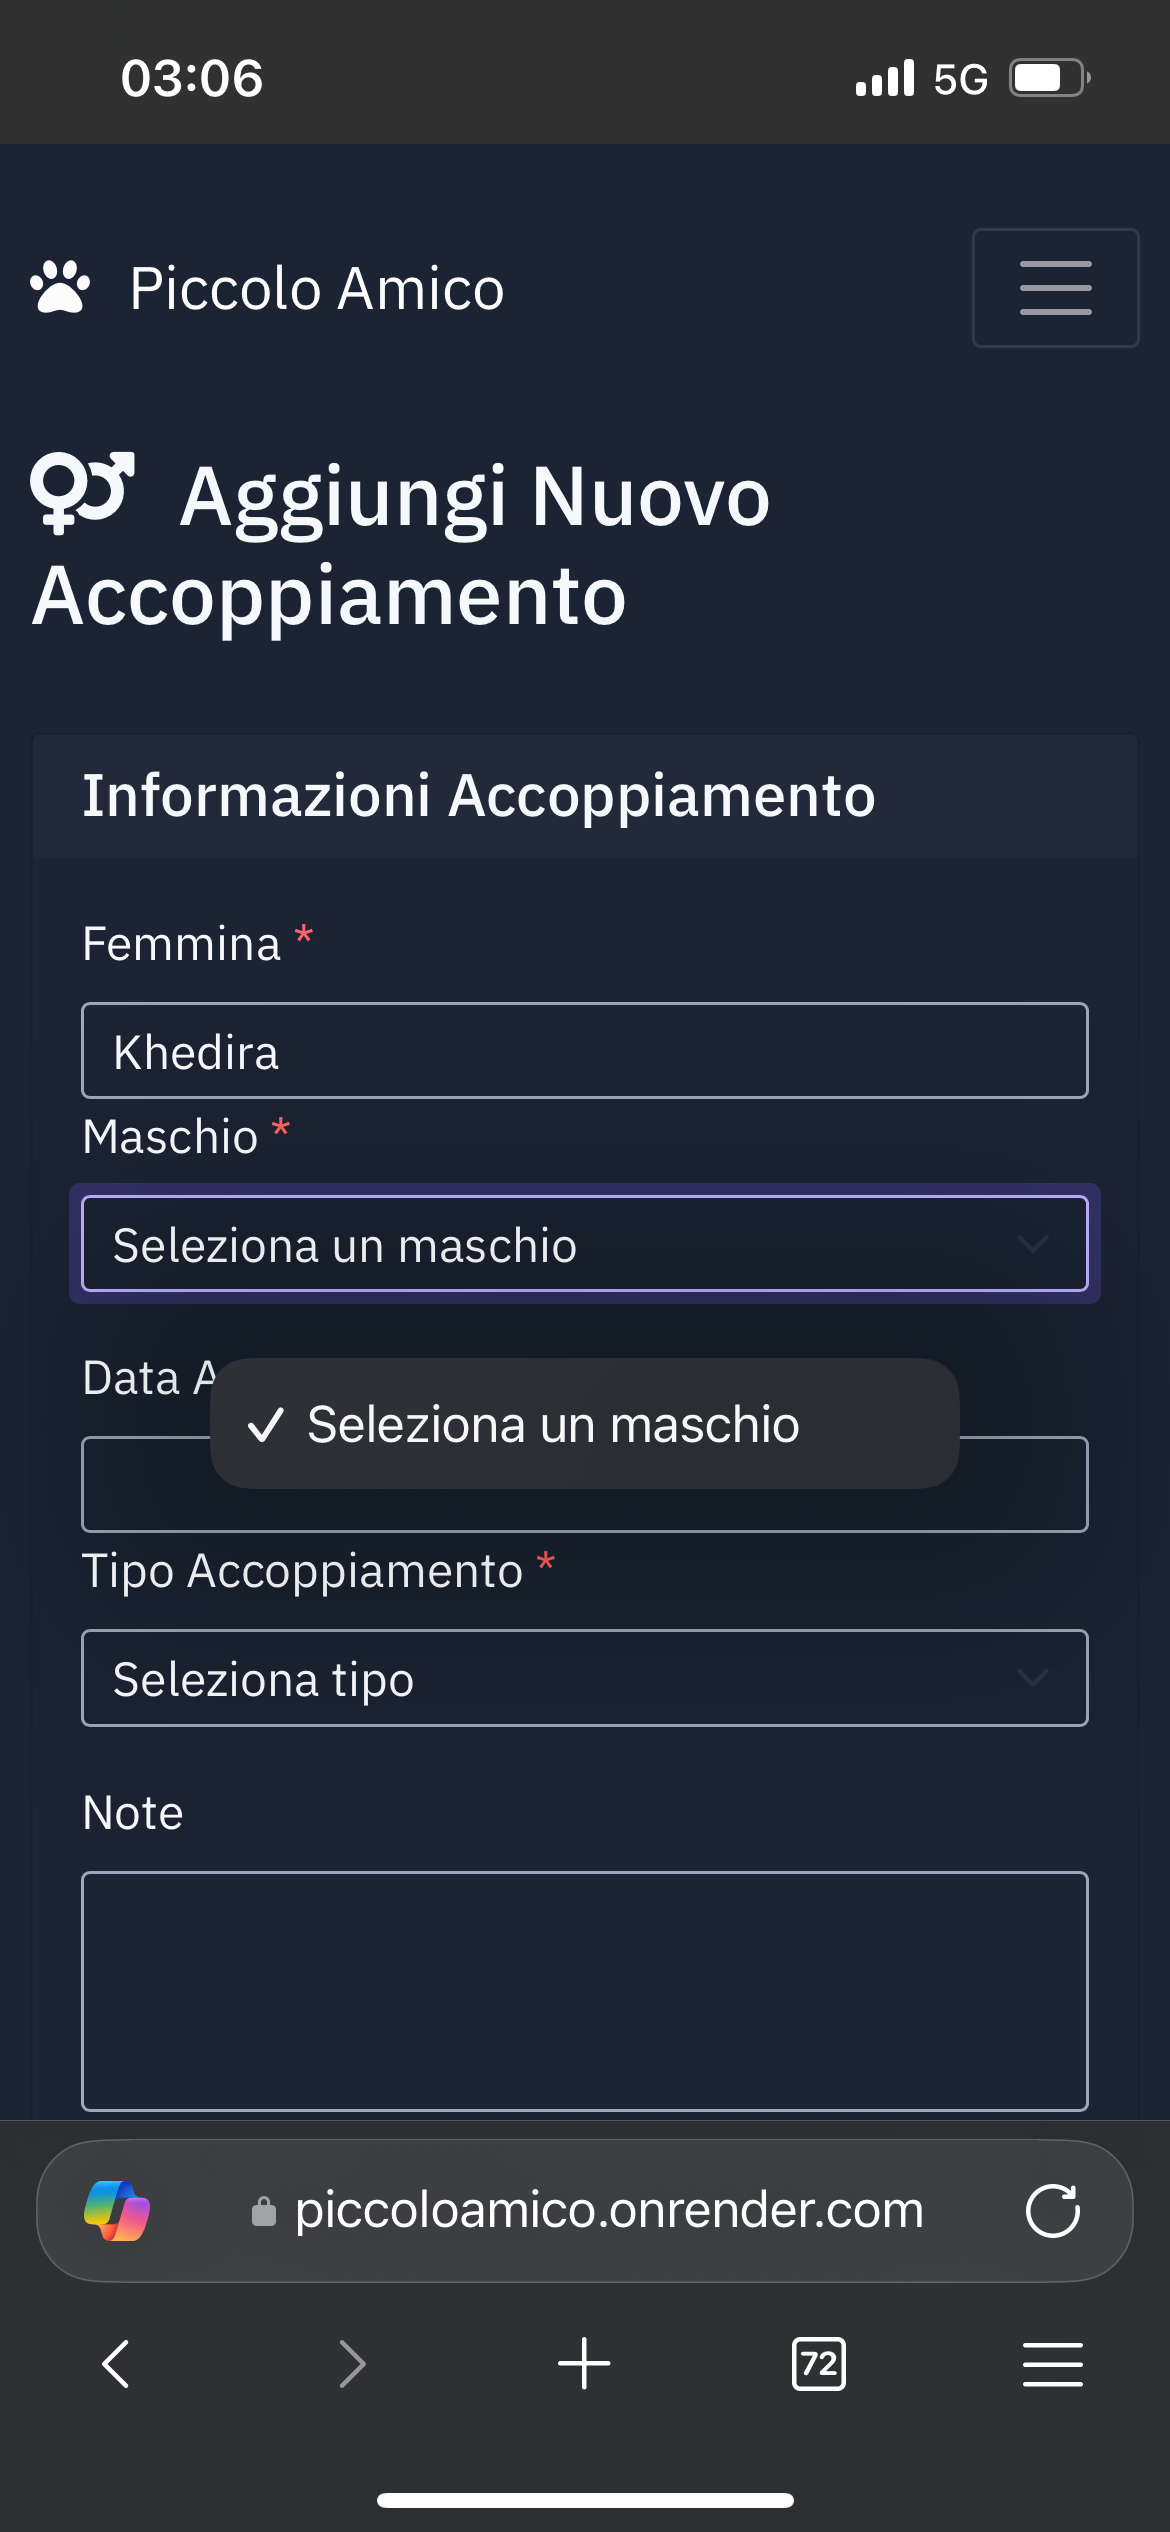 03:06
5G
Piccolo Amico
Aggiungi Nuovo
Accoppiamento
Informazioni Accoppiamento
Femmina *
Khedira
Maschio *
Seleziona un maschio
Data A
✓ Seleziona un maschio
Tipo Accoppiamento *
Seleziona tipo
Note
piccoloamico.onrender.com
72